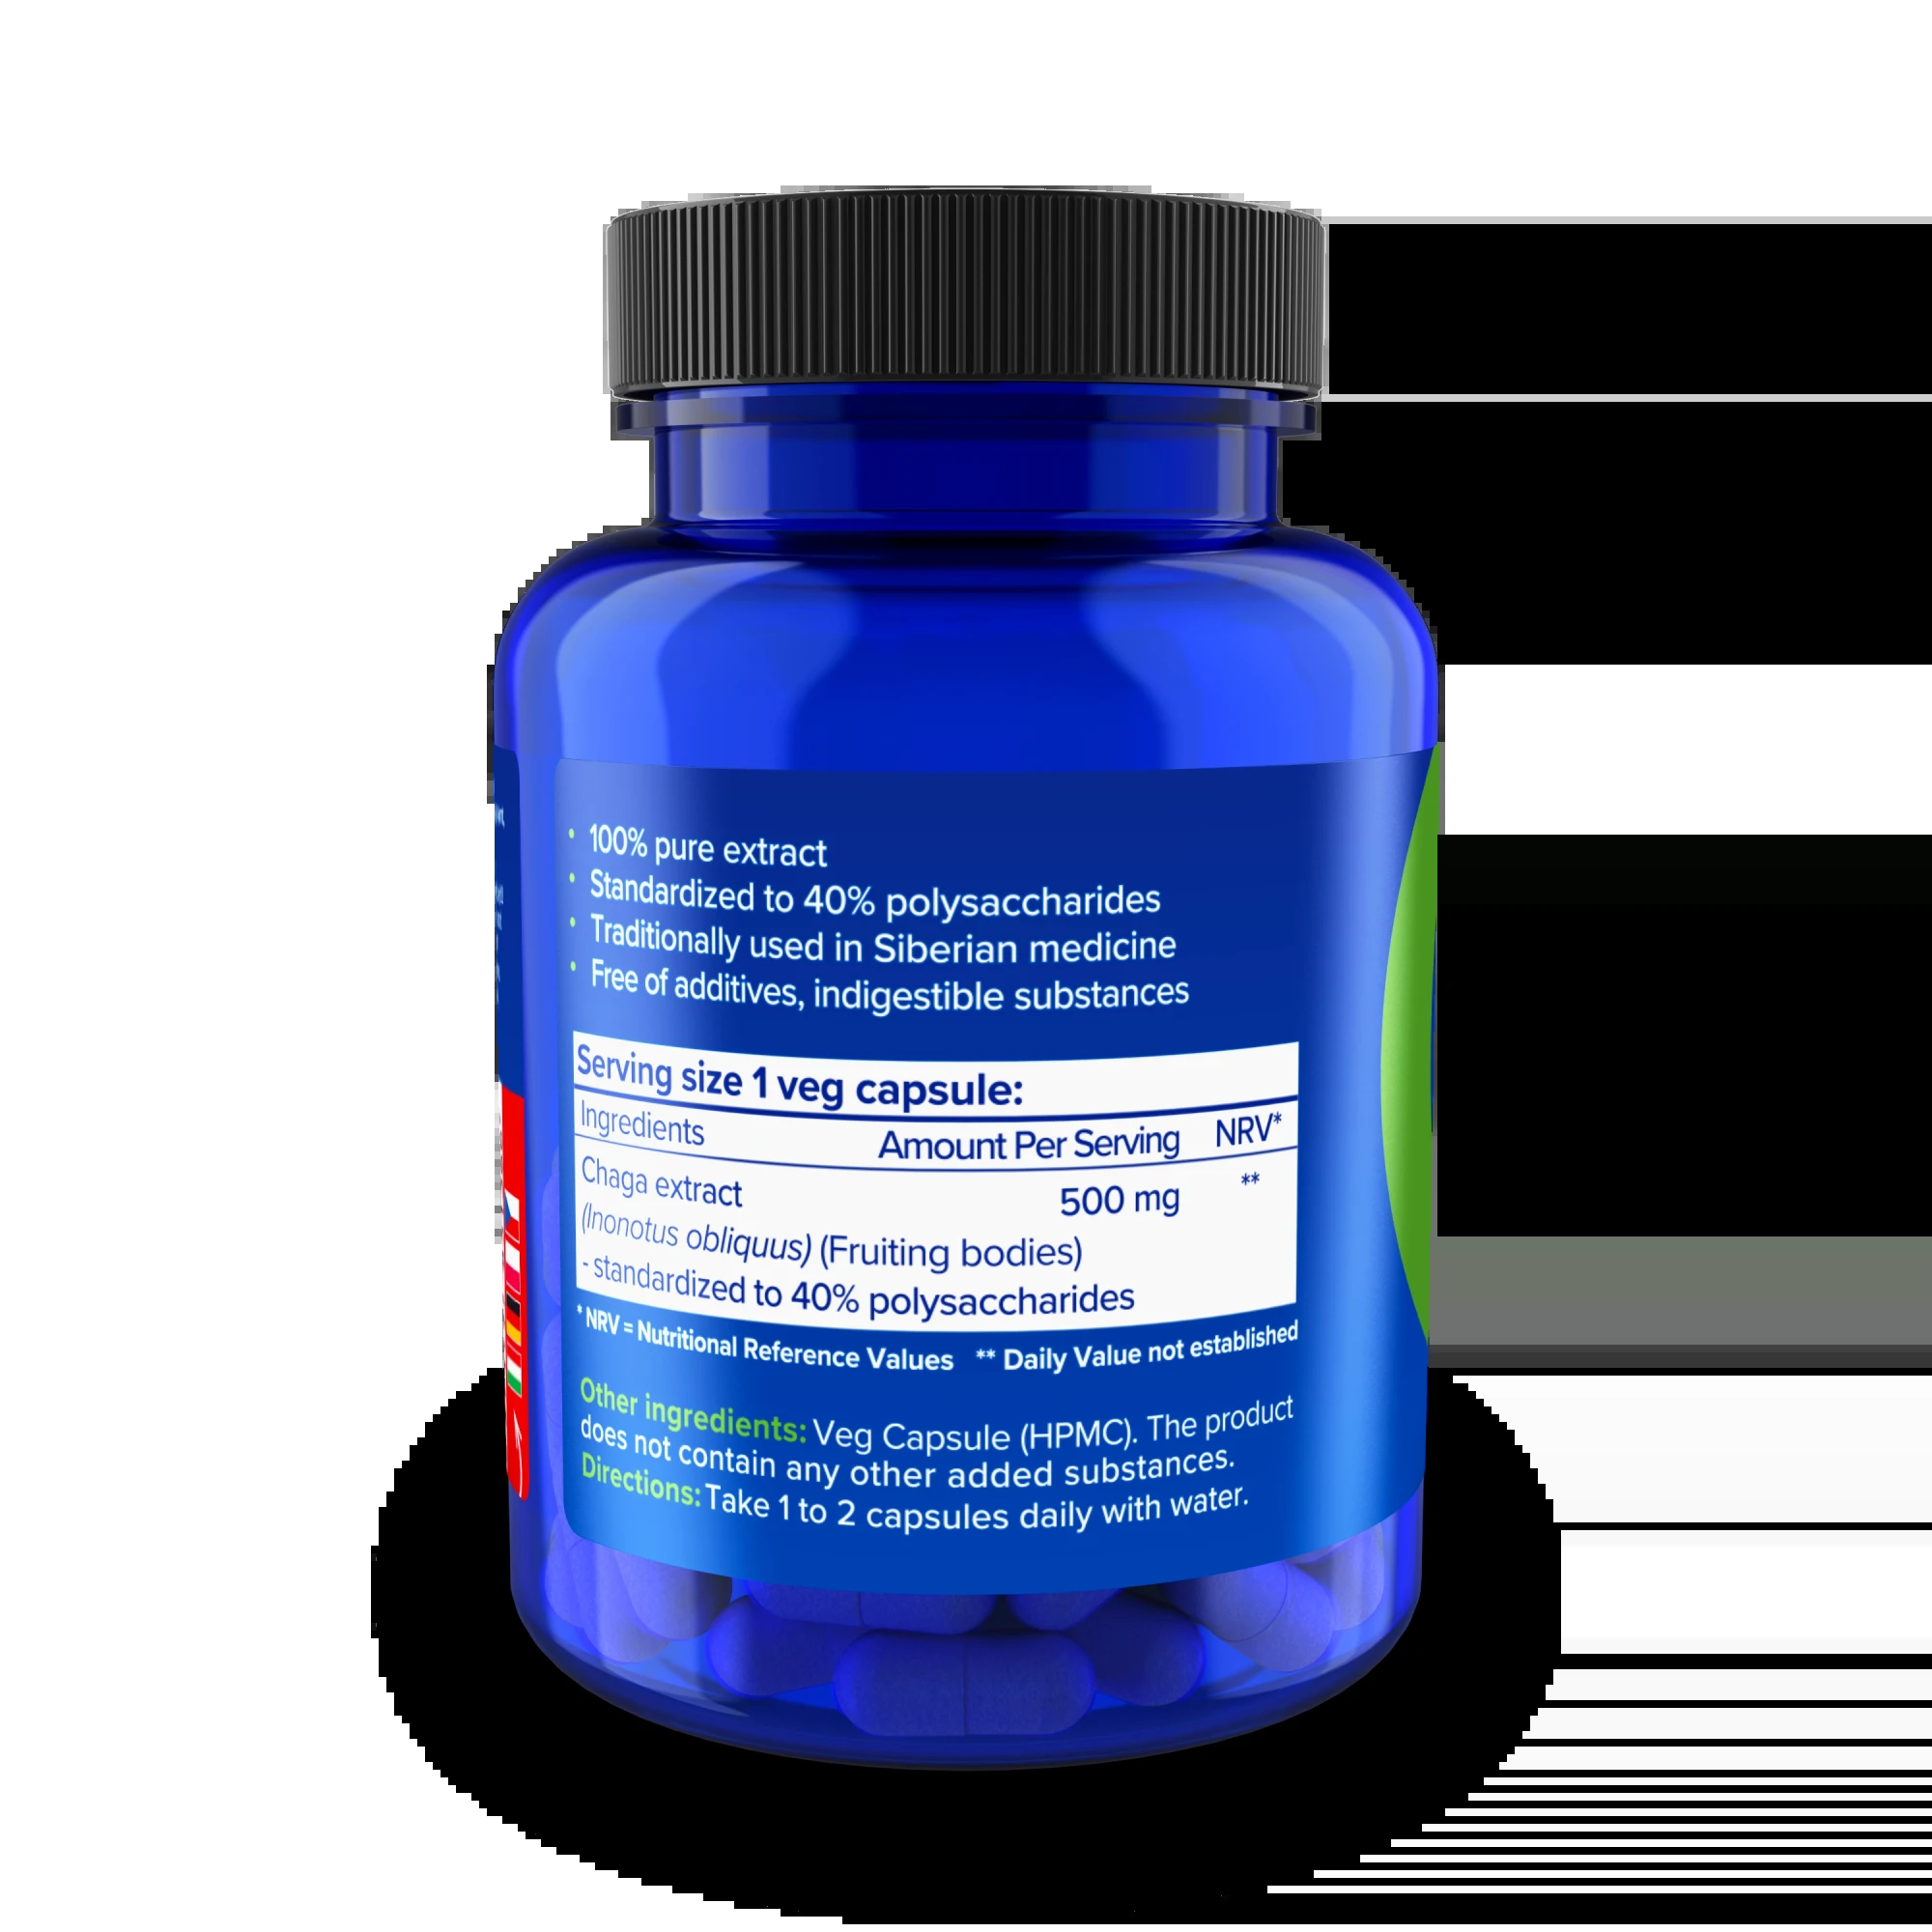 • 100% pure extract
• Standardized to 40% polysaccharides
• Traditionally used in Siberian medicine
• Free of additives, indigestible substances
Serving size 1 veg capsule:
Ingredients Amount Per Serving NRV*
Chaga extract 500 mg **
(Inonotus obliquus) (Fruiting bodies)
- standardized to 40% polysaccharides
* NRV = Nutritional Reference Values ** Daily Value not established
Other ingredients: Veg Capsule (HPMC). The product
does not contain any other added substances.
Directions: Take 1 to 2 capsules daily with water.